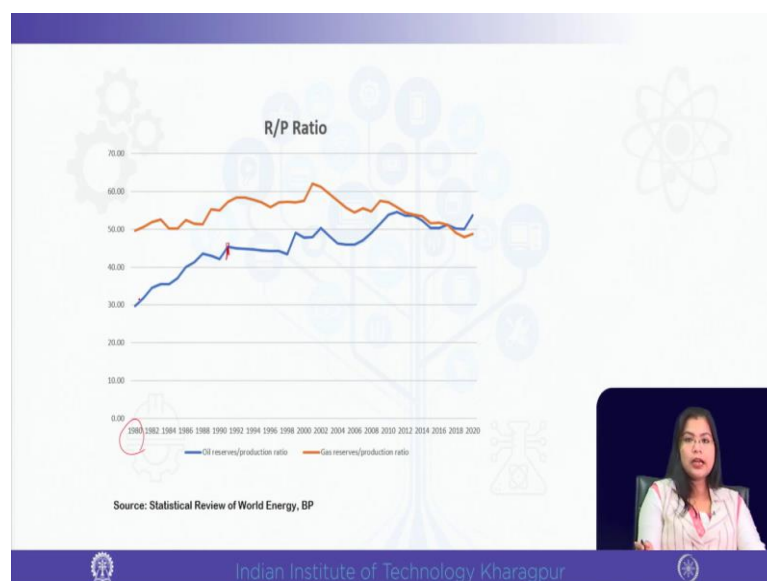 R/P Ratio
70.00
60.00
50.00
40.00
30.00
20.00
10.00
0.00
1980 1982 1984 1986 1988 1990 1992 1994 1996 1998 2000 2002 2004 2006 2008 2010 2012 2014 2016 2018 2020
Oil reserves/production ratio Gas reserves/production ratio
Source: Statistical Review of World Energy, BP
Indian Institute of Technology Kharagpur